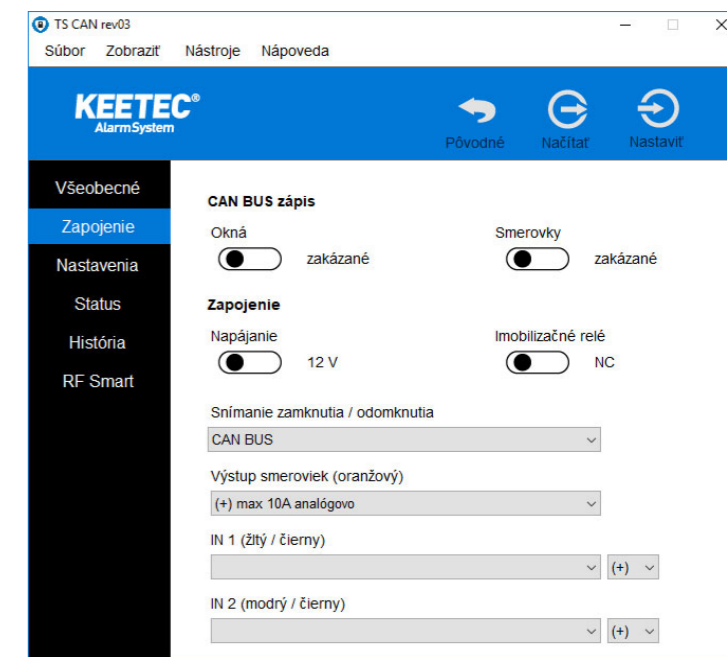 TS CAN rev03
Súbor Zobraziť Nástroje Nápoveda
KEETEC®
AlarmSystem
Pôvodné Načítať Nastaviť
Všeobecné
Zapojenie
Nastavenia
Status
História
RF Smart
CAN BUS zápis
Okná Smerovky
zakázané zakázané
Zapojenie
Napájanie Imobilizačné relé
12 V NC
Snímanie zamknutia / odomknutia
CAN BUS
Výstup smeroviek (oranžový)
(+) max 10A analógovo
IN 1 (žltý / čierny)
(+)
IN 2 (modrý / čierny)
(+)